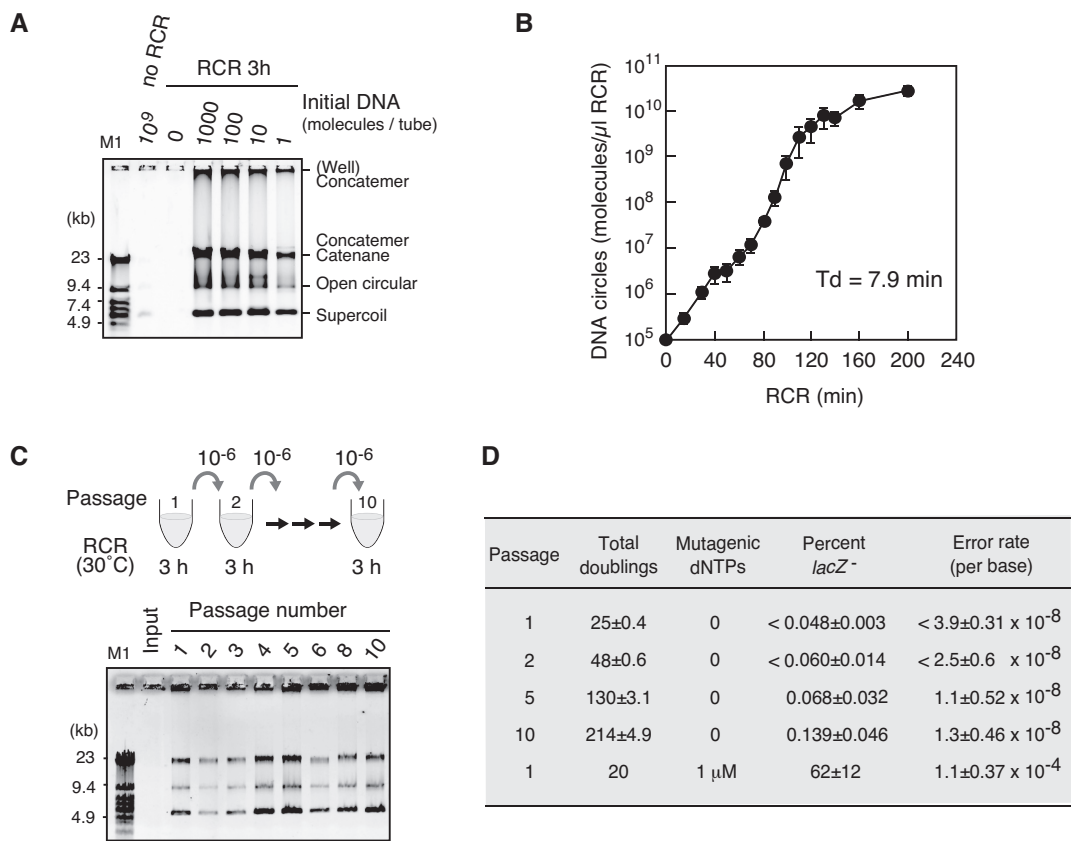 A
no RCR
RCR 3h
Initial DNA
(molecules / tube)
M1
10⁹
0
1000
100
10
1
(Well)
Concatemer
(kb)
Concatemer
23
Catenane
9.4
Open circular
7.4
4.9
Supercoil
B
DNA circles (molecules/µl RCR)
10¹¹
10¹⁰
10⁹
10⁸
10⁷
10⁶
10⁵
Td = 7.9 min
0 40 80 120 160 200 240
RCR (min)
C
10⁻⁶ 10⁻⁶ 10⁻⁶
Passage 1 2 10
RCR
(30˚C)
3 h 3 h 3 h
Passage number
M1 Input 1 2 3 4 5 6 8 10
(kb)
23
9.4
4.9
D
Passage Total doublings Mutagenic dNTPs Percent lacZ⁻ Error rate (per base)
1 25±0.4 0 < 0.048±0.003 < 3.9±0.31 x 10⁻⁸
2 48±0.6 0 < 0.060±0.014 < 2.5±0.6 x 10⁻⁸
5 130±3.1 0 0.068±0.032 1.1±0.52 x 10⁻⁸
10 214±4.9 0 0.139±0.046 1.3±0.46 x 10⁻⁸
1 20 1 µM 62±12 1.1±0.37 x 10⁻⁴